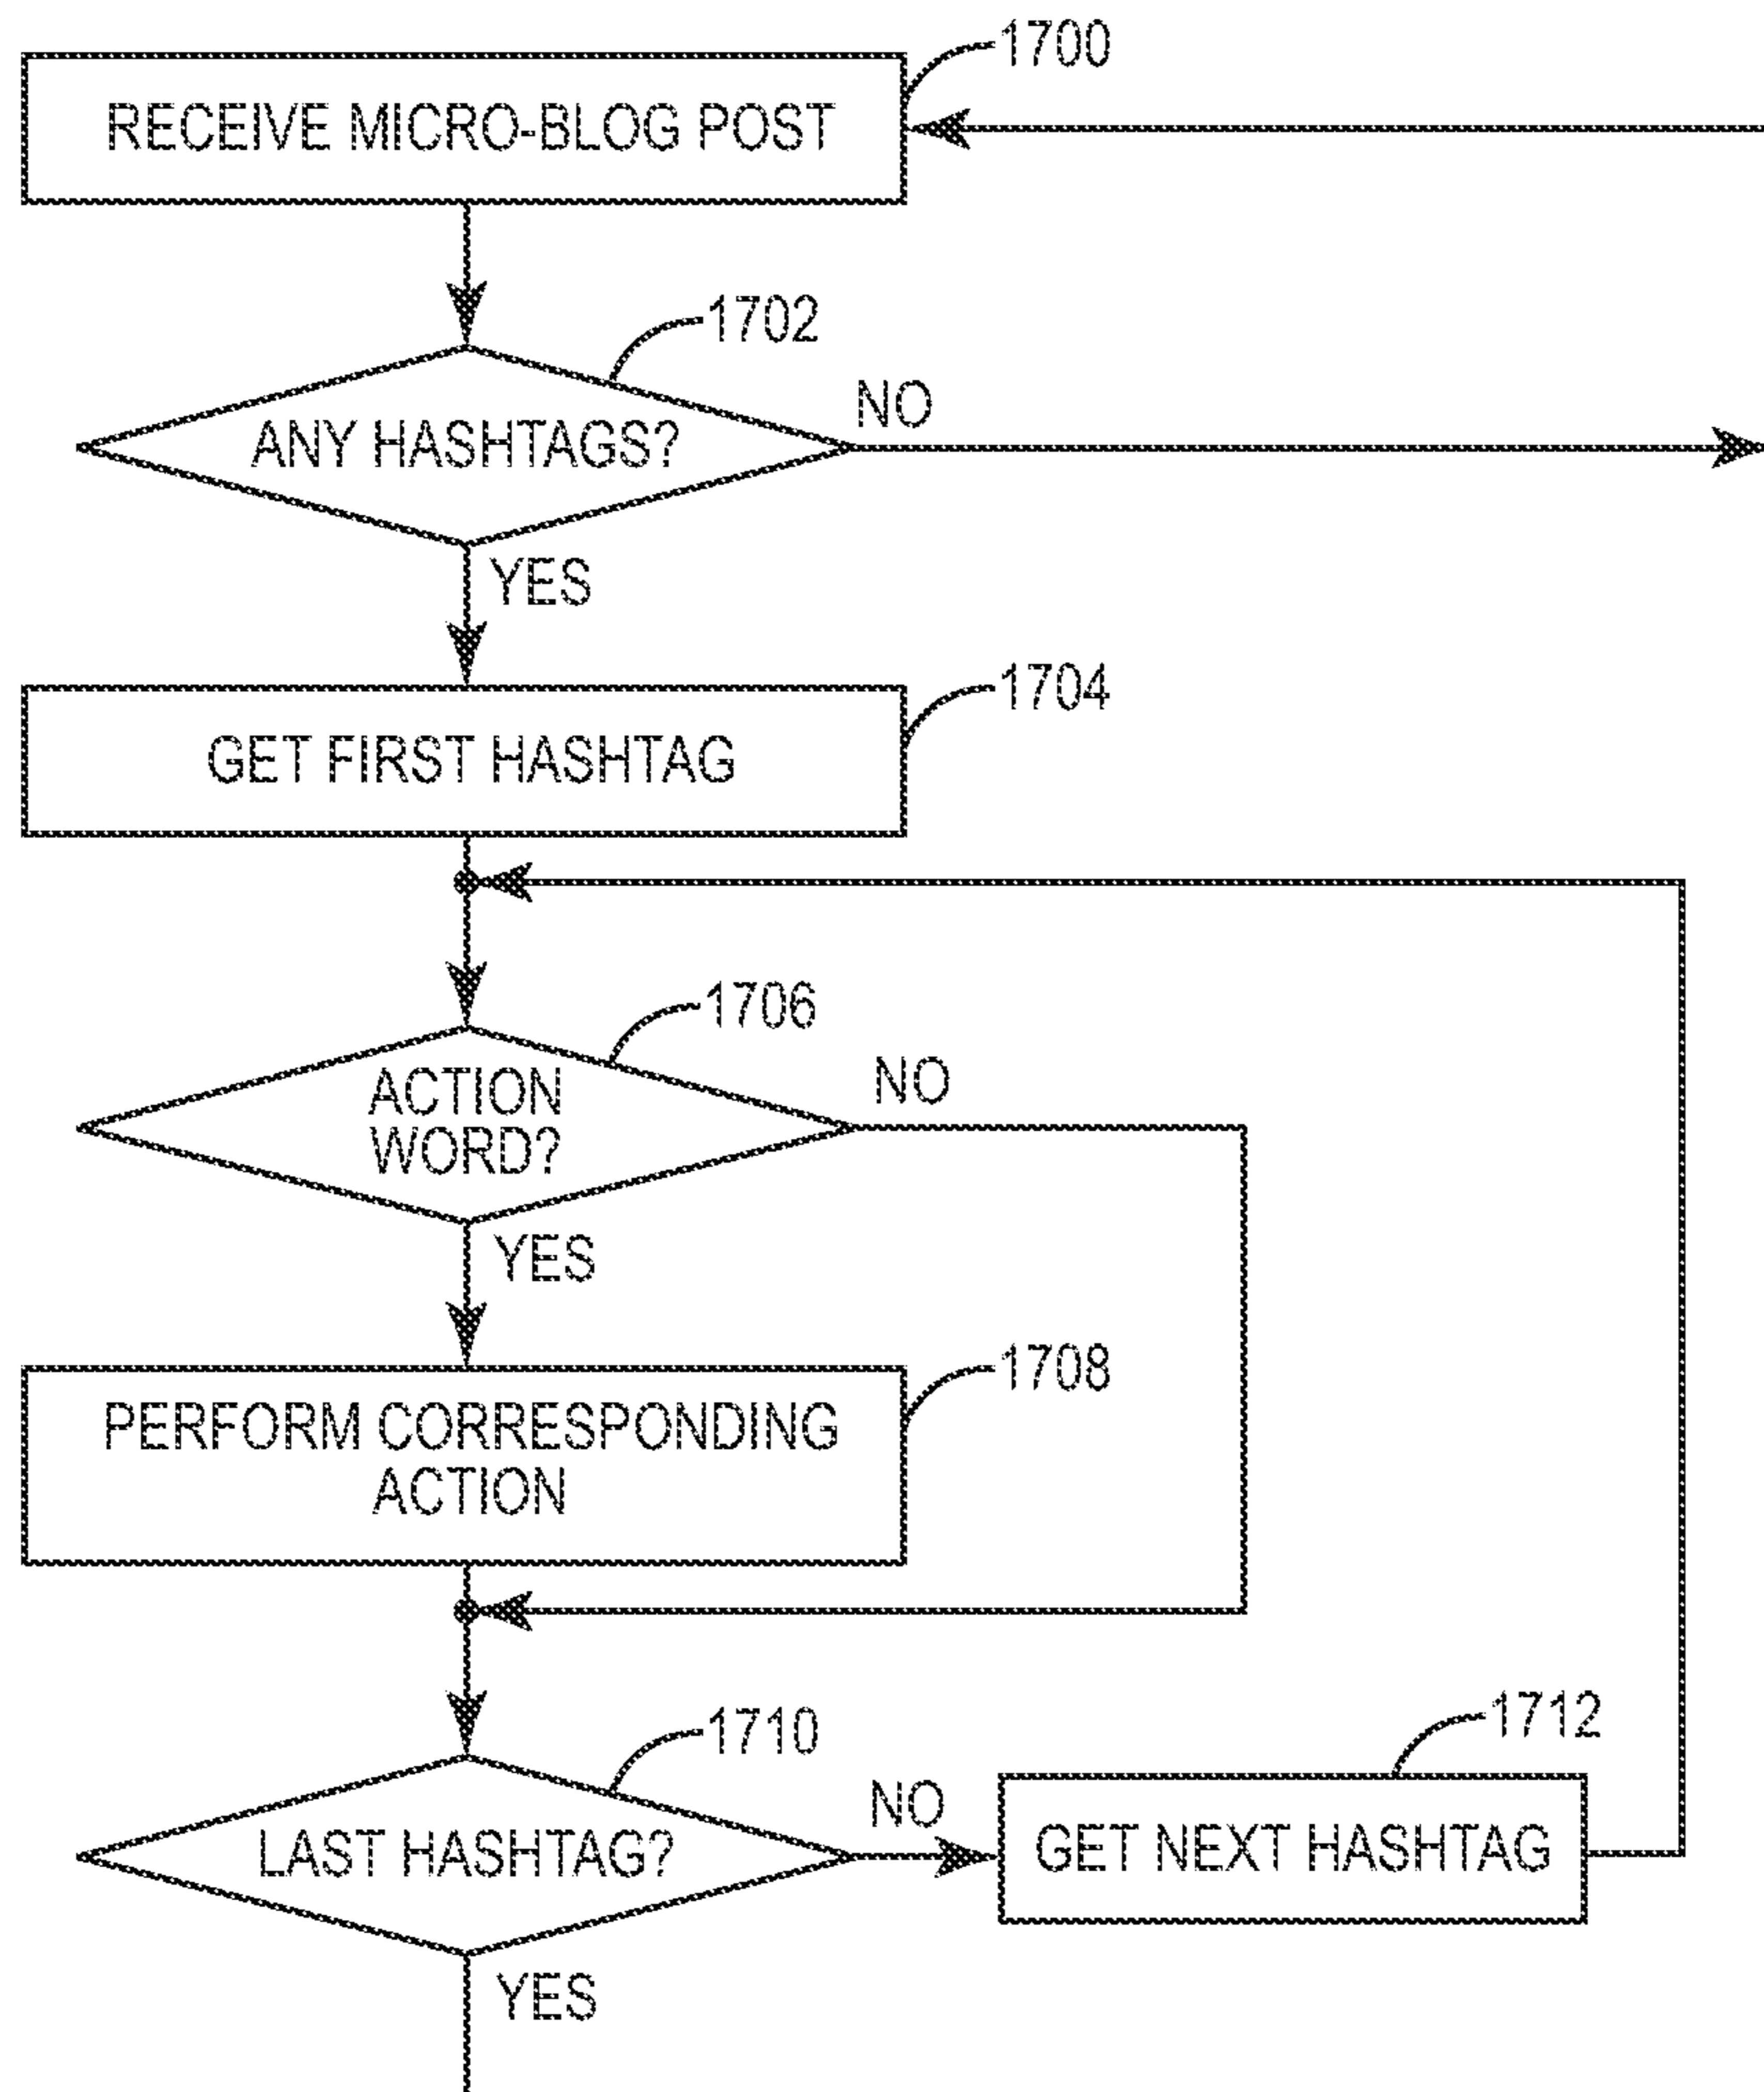 1700
RECEIVE MICRO-BLOG POST
1702
ANY HASHTAGS?
NO
YES
1704
GET FIRST HASHTAG
1706
ACTION
WORD?
NO
YES
1708
PERFORM CORRESPONDING
ACTION
1710
LAST HASHTAG?
NO
1712
GET NEXT HASHTAG
YES